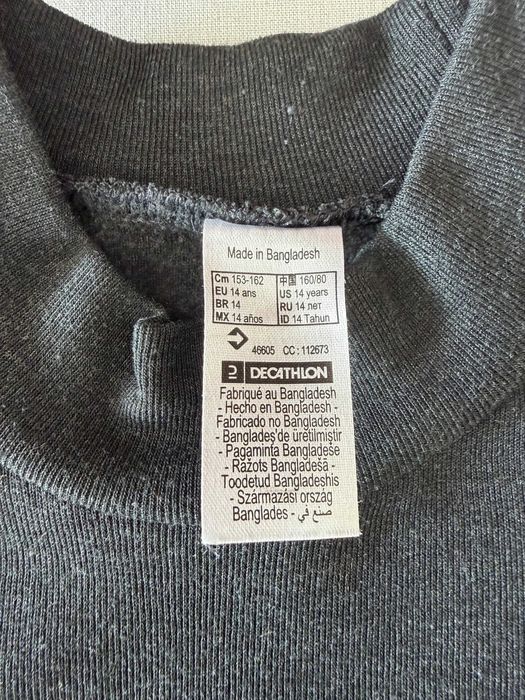 Made in Bangladesh
Cm 153-162 中国 160/80
EU 14 ans US 14 years
BR 14 RU 14 лет
MX 14 años ID 14 Tahun
46605 CC : 112673
DECATHLON
Fabriqué au Bangladesh
- Hecho en Bangladesh -
Fabricado no Bangladesh
- Bangladeş'de üretilmiştir
- Pagaminta Bangladeše
- Ražots Bangladešā -
Toodetud Bangladeshis
- Származási ország
Banglades - صنع في